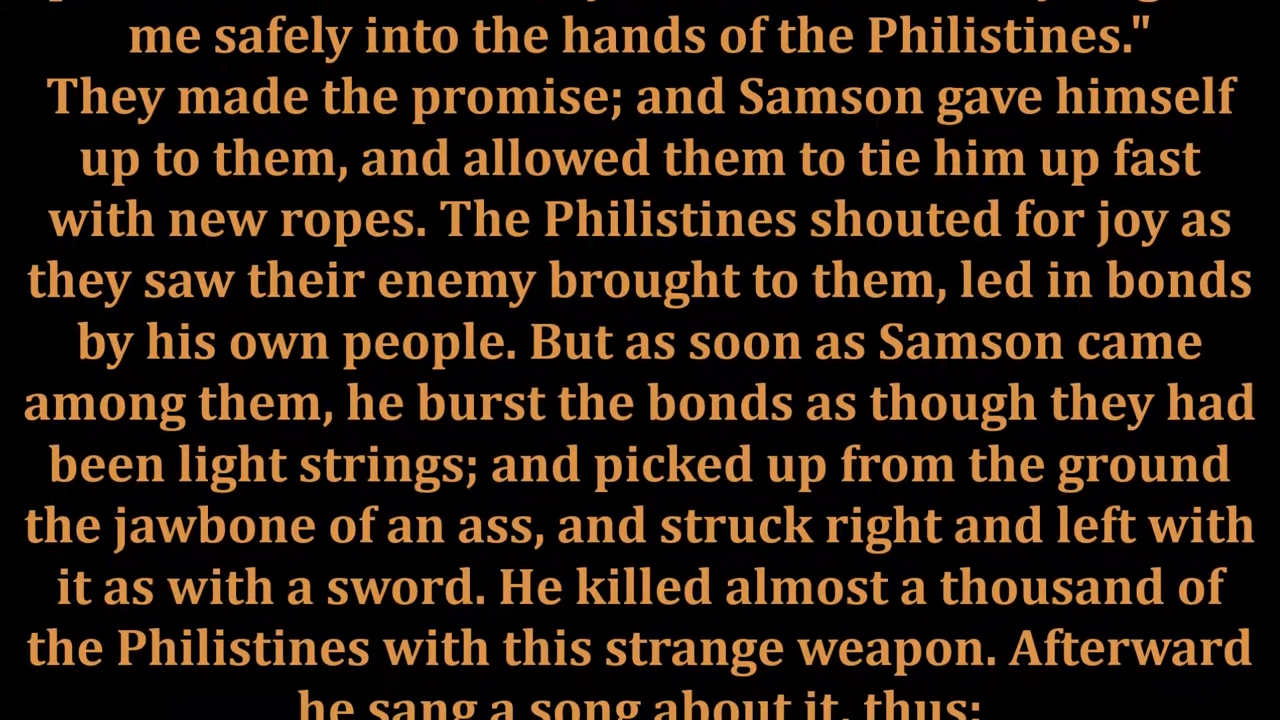 me safely into the hands of the Philistines."
They made the promise; and Samson gave himself
up to them, and allowed them to tie him up fast
with new ropes. The Philistines shouted for joy as
they saw their enemy brought to them, led in bonds
by his own people. But as soon as Samson came
among them, he burst the bonds as though they had
been light strings; and picked up from the ground
the jawbone of an ass, and struck right and left with
it as with a sword. He killed almost a thousand of
the Philistines with this strange weapon. Afterward
he sang a song about it, thus: